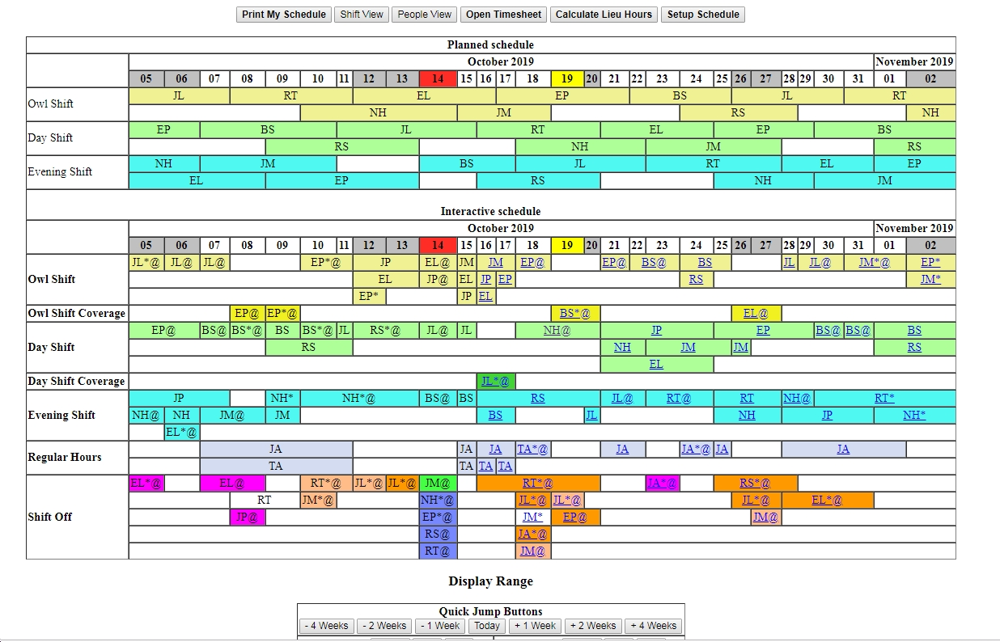 Print My Schedule Shift View People View Open Timesheet Calculate Lieu Hours Setup Schedule
Planned schedule
October 2019 November 2019
05 06 07 08 09 10 11 12 13 14 15 16 17 18 19 20 21 22 23 24 25 26 27 28 29 30 31 01 02
Owl Shift
JL RT EL EP BS JL RT
NH JM RS NH
Day Shift
EP BS JL RT EL EP BS
RS NH JM RS
Evening Shift
NH JM BS JL RT EL EP
EL EP RS NH JM
Interactive schedule
October 2019 November 2019
05 06 07 08 09 10 11 12 13 14 15 16 17 18 19 20 21 22 23 24 25 26 27 28 29 30 31 01 02
Owl Shift
JL*@ JL@ JL@ EP*@ JP EL@ JM JM EP@ EP@ BS@ BS JL JL@ JM*@ EP*
EL JP@ EL JP EP RS JM*
EP* JP EL
Owl Shift Coverage EP@ EP*@ BS*@ EL@
Day Shift
EP@ BS@ BS*@ BS BS*@ JL RS*@ JL@ JL NH@ JP EP BS@ BS@ BS
RS NH JM JM RS
EL
Day Shift Coverage JL*@
Evening Shift
JP NH* NH*@ BS@ BS RS JL@ RT@ RT NH@ RT*
NH@ NH JM@ JM BS JL NH JP NH*
EL*@
Regular Hours
JA JA JA TA*@ JA JA*@ JA JA
TA TA TA TA
Shift Off
EL*@ EL@ RT*@ JL*@ JL*@ JM@ RT*@ JA*@ RS*@
RT JM*@ NH*@ JL*@ JL*@ JL*@ EL*@
JP@ EP*@ JM* EP@ JM@
RS@ JA*@
RT@ JM@
Display Range
Quick Jump Buttons
- 4 Weeks - 2 Weeks - 1 Week Today + 1 Week + 2 Weeks + 4 Weeks